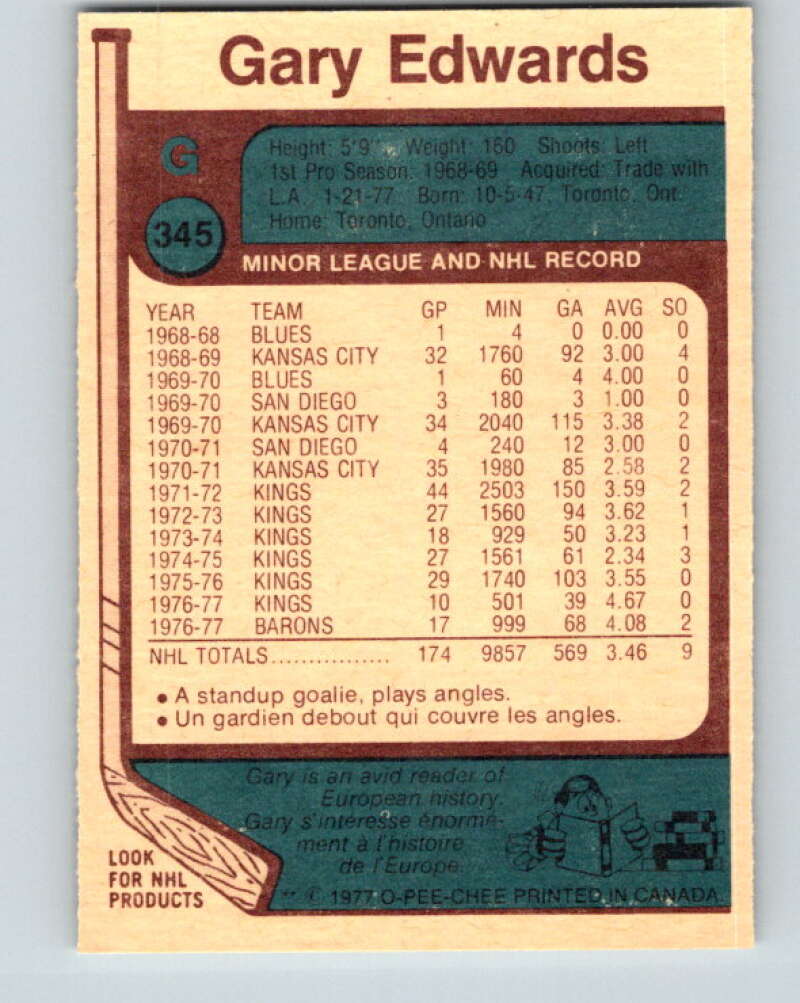 Gary Edwards
G
345
Height: 5'9" Weight: 160 Shoots: Left
1st Pro Season: 1968-69 Acquired: Trade with
L.A. 1-21-77 Born: 10-5-47, Toronto, Ont.
Home: Toronto, Ontario
MINOR LEAGUE AND NHL RECORD
YEAR TEAM GP MIN GA AVG SO
1968-68 BLUES 1 4 0 0.00 0
1968-69 KANSAS CITY 32 1760 92 3.00 4
1969-70 BLUES 1 60 4 4.00 0
1969-70 SAN DIEGO 3 180 3 1.00 0
1969-70 KANSAS CITY 34 2040 115 3.38 2
1970-71 SAN DIEGO 4 240 12 3.00 0
1970-71 KANSAS CITY 35 1980 85 2.58 2
1971-72 KINGS 44 2503 150 3.59 2
1972-73 KINGS 27 1560 94 3.62 1
1973-74 KINGS 18 929 50 3.23 1
1974-75 KINGS 27 1561 61 2.34 3
1975-76 KINGS 29 1740 103 3.55 0
1976-77 KINGS 10 501 39 4.67 0
1976-77 BARONS 17 999 68 4.08 2
NHL TOTALS................ 174 9857 569 3.46 9
• A standup goalie, plays angles.
• Un gardien debout qui couvre les angles.
Gary is an avid reader of
European history.
Gary s'intéresse énormé-
ment à l'histoire
de l'Europe.
LOOK
FOR NHL
PRODUCTS
** © 1977 O-PEE-CHEE PRINTED IN CANADA